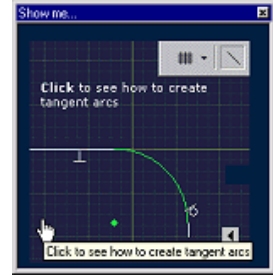 Show me...
Click to see how to create
tangent arcs
Click to see how to create tangent arcs